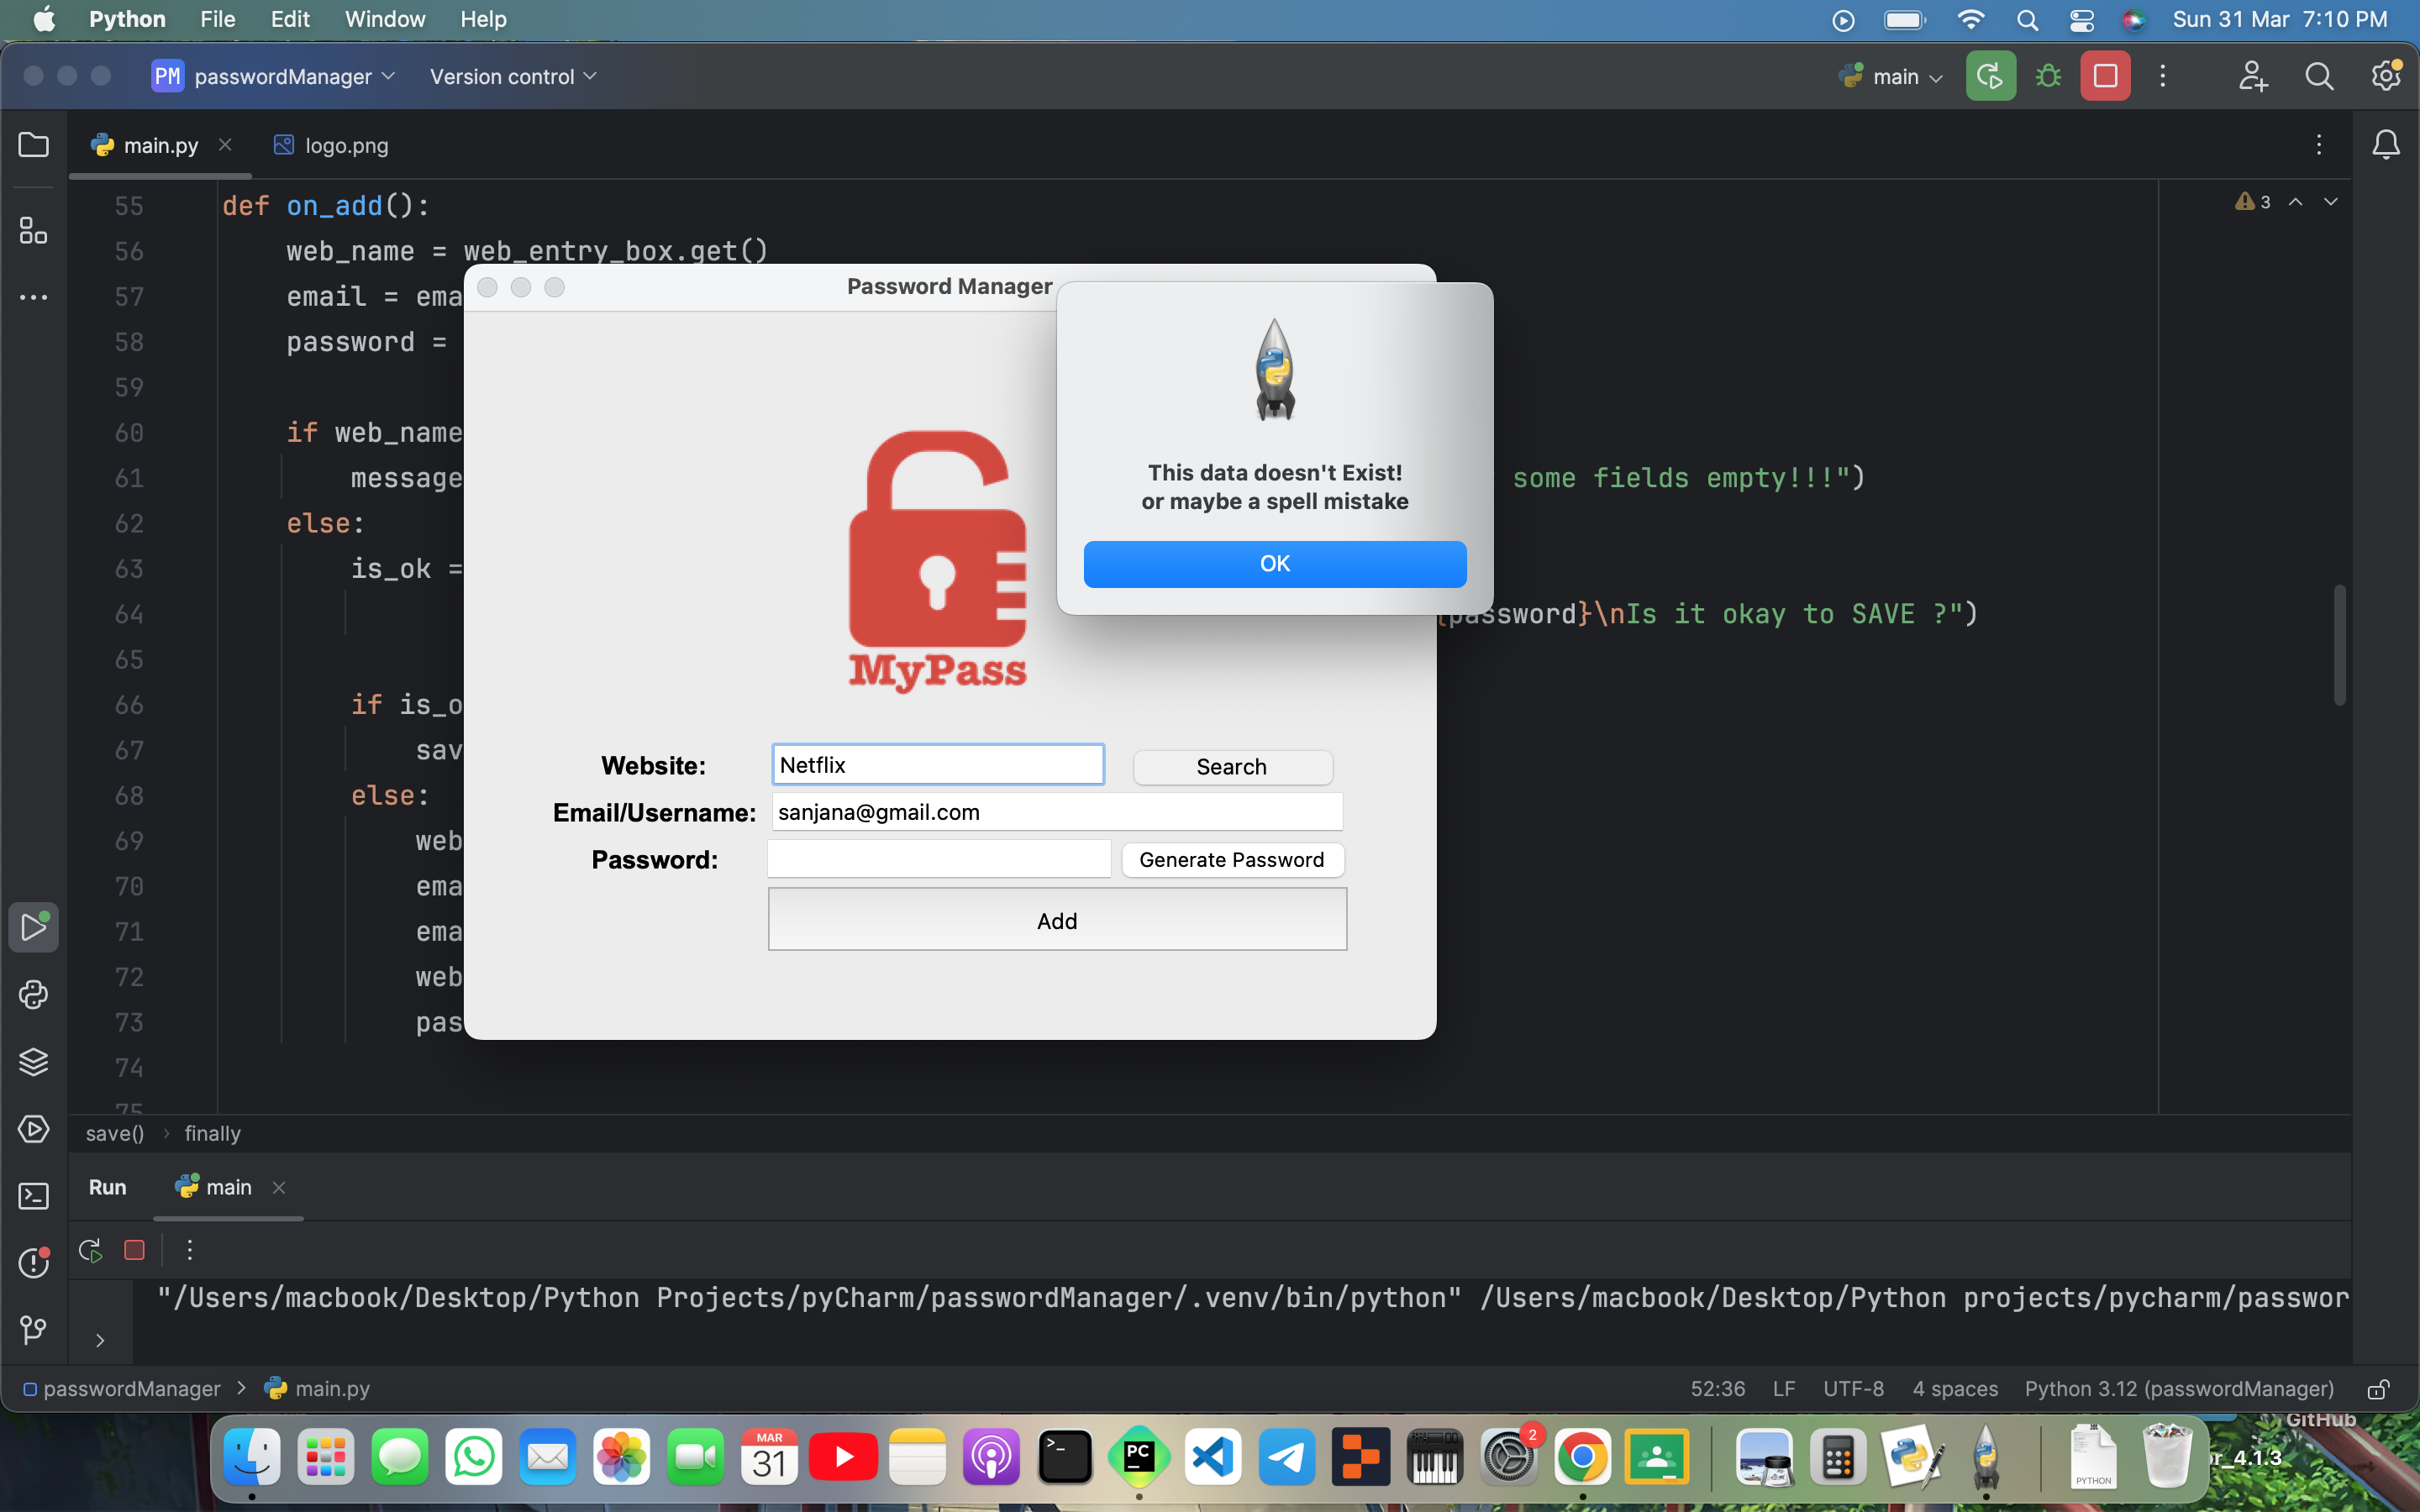 Python File Edit Window Help Sun 31 Mar 7:10 PM
PM passwordManager Version control main
main.py logo.png
55 def on_add(): 3
56 web_name = web_entry_box.get()
57 email = ema
58 password =
59
60 if web_name
61 message some fields empty!!!")
62 else:
63 is_ok =
64 {password}\nIs it okay to SAVE ?")
65
66 if is_o
67 sav
68 else:
69 web
70 ema
71 ema
72 web
73 pas
74
75
Password Manager
MyPass
Website: Netflix Search
Email/Username: sanjana@gmail.com
Password: Generate Password
Add
This data doesn't Exist!
or maybe a spell mistake
OK
save() finally
Run main
"/Users/macbook/Desktop/Python Projects/pyCharm/passwordManager/.venv/bin/python" /Users/macbook/Desktop/Python projects/pycharm/passwor
passwordManager main.py 52:36 LF UTF-8 4 spaces Python 3.12 (passwordManager)
GitHub
r_4.1.3
MAR
31
PC
2
PYTHON